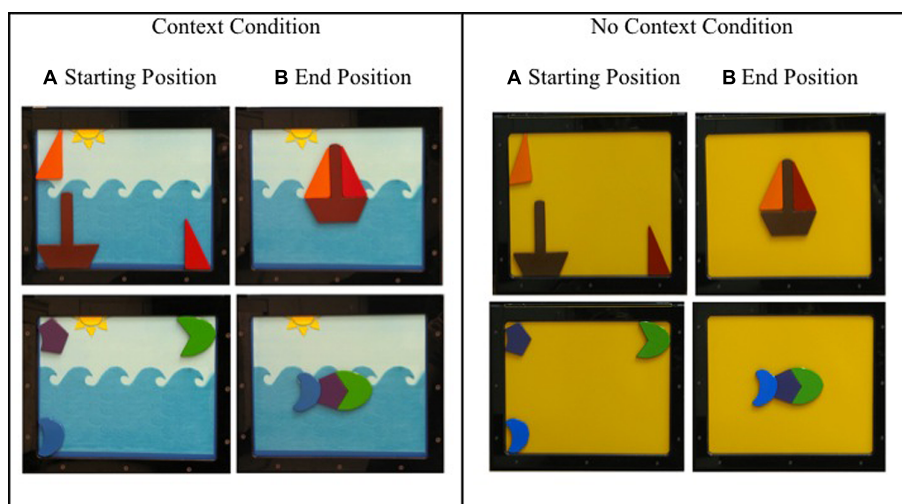 Context Condition
A Starting Position
B End Position
No Context Condition
A Starting Position
B End Position